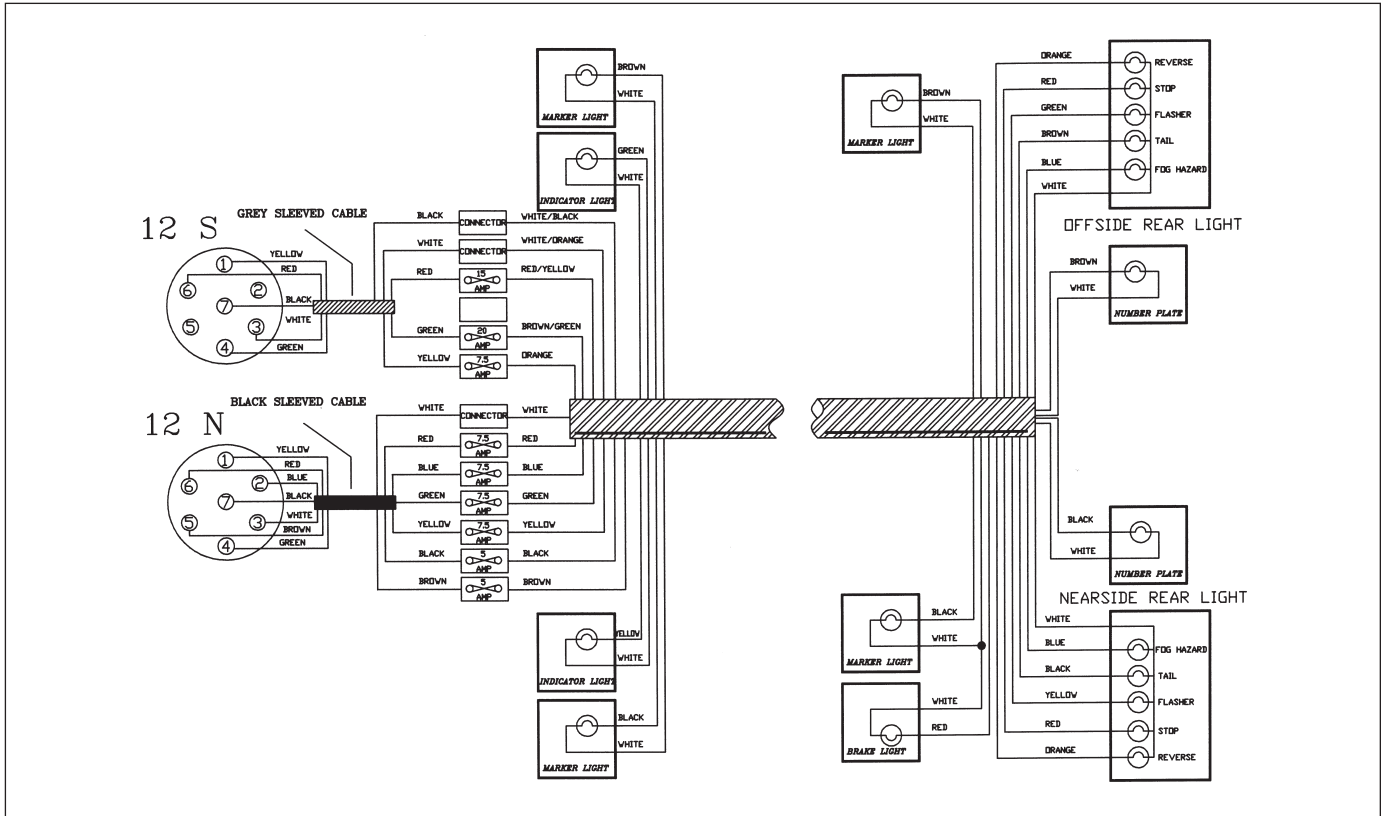 BROWN
WHITE
MARKER LIGHT
GREEN
WHITE
INDICATOR LIGHT
12 S
GREY SLEEVED CABLE
1
2
3
4
5
6
7
YELLOW
RED
BLACK
WHITE
GREEN
BLACK
CONNECTOR
WHITE/BLACK
WHITE
CONNECTOR
WHITE/ORANGE
RED
15
AMP
RED/YELLOW
GREEN
20
AMP
BROWN/GREEN
YELLOW
7.5
AMP
ORANGE
12 N
BLACK SLEEVED CABLE
1
2
3
4
5
6
7
YELLOW
RED
BLUE
BLACK
WHITE
BROWN
GREEN
WHITE
CONNECTOR
WHITE
RED
7.5
AMP
RED
BLUE
7.5
AMP
BLUE
GREEN
7.5
AMP
GREEN
YELLOW
7.5
AMP
YELLOW
BLACK
5
AMP
BLACK
BROWN
5
AMP
BROWN
YELLOW
WHITE
INDICATOR LIGHT
BLACK
WHITE
MARKER LIGHT
BROWN
WHITE
MARKER LIGHT
ORANGE
REVERSE
RED
STOP
GREEN
FLASHER
BROWN
TAIL
BLUE
FOG HAZARD
WHITE
OFFSIDE REAR LIGHT
BROWN
WHITE
NUMBER PLATE
BLACK
WHITE
NUMBER PLATE
NEARSIDE REAR LIGHT
BLACK
WHITE
MARKER LIGHT
WHITE
RED
BRAKE LIGHT
WHITE
BLUE
FOG HAZARD
BLACK
TAIL
YELLOW
FLASHER
RED
STOP
ORANGE
REVERSE